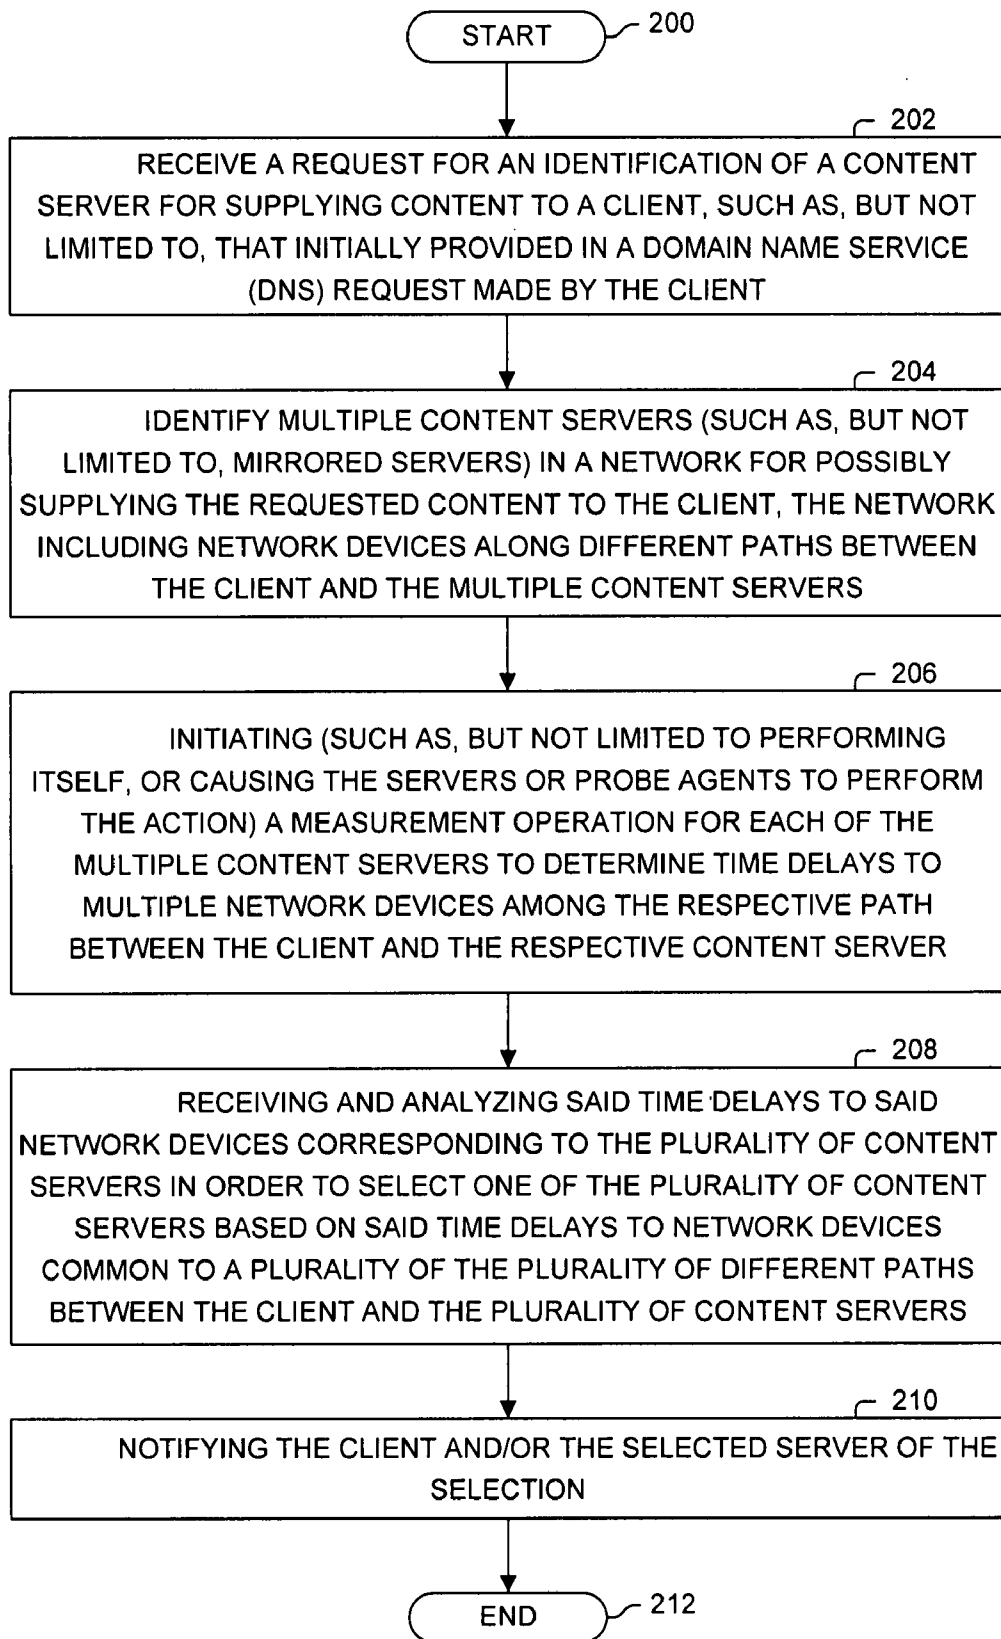 START
200
202
RECEIVE A REQUEST FOR AN IDENTIFICATION OF A CONTENT
SERVER FOR SUPPLYING CONTENT TO A CLIENT, SUCH AS, BUT NOT
LIMITED TO, THAT INITIALLY PROVIDED IN A DOMAIN NAME SERVICE
(DNS) REQUEST MADE BY THE CLIENT
204
IDENTIFY MULTIPLE CONTENT SERVERS (SUCH AS, BUT NOT
LIMITED TO, MIRRORED SERVERS) IN A NETWORK FOR POSSIBLY
SUPPLYING THE REQUESTED CONTENT TO THE CLIENT, THE NETWORK
INCLUDING NETWORK DEVICES ALONG DIFFERENT PATHS BETWEEN
THE CLIENT AND THE MULTIPLE CONTENT SERVERS
206
INITIATING (SUCH AS, BUT NOT LIMITED TO PERFORMING
ITSELF, OR CAUSING THE SERVERS OR PROBE AGENTS TO PERFORM
THE ACTION) A MEASUREMENT OPERATION FOR EACH OF THE
MULTIPLE CONTENT SERVERS TO DETERMINE TIME DELAYS TO
MULTIPLE NETWORK DEVICES AMONG THE RESPECTIVE PATH
BETWEEN THE CLIENT AND THE RESPECTIVE CONTENT SERVER
208
RECEIVING AND ANALYZING SAID TIME DELAYS TO SAID
NETWORK DEVICES CORRESPONDING TO THE PLURALITY OF CONTENT
SERVERS IN ORDER TO SELECT ONE OF THE PLURALITY OF CONTENT
SERVERS BASED ON SAID TIME DELAYS TO NETWORK DEVICES
COMMON TO A PLURALITY OF THE PLURALITY OF DIFFERENT PATHS
BETWEEN THE CLIENT AND THE PLURALITY OF CONTENT SERVERS
210
NOTIFYING THE CLIENT AND/OR THE SELECTED SERVER OF THE
SELECTION
END
212